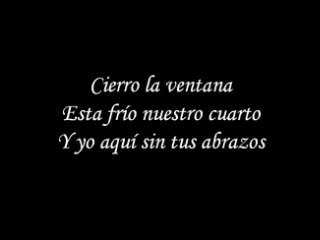 Cierro la ventana
Esta frío nuestro cuarto
Y yo aquí sin tus abrazos